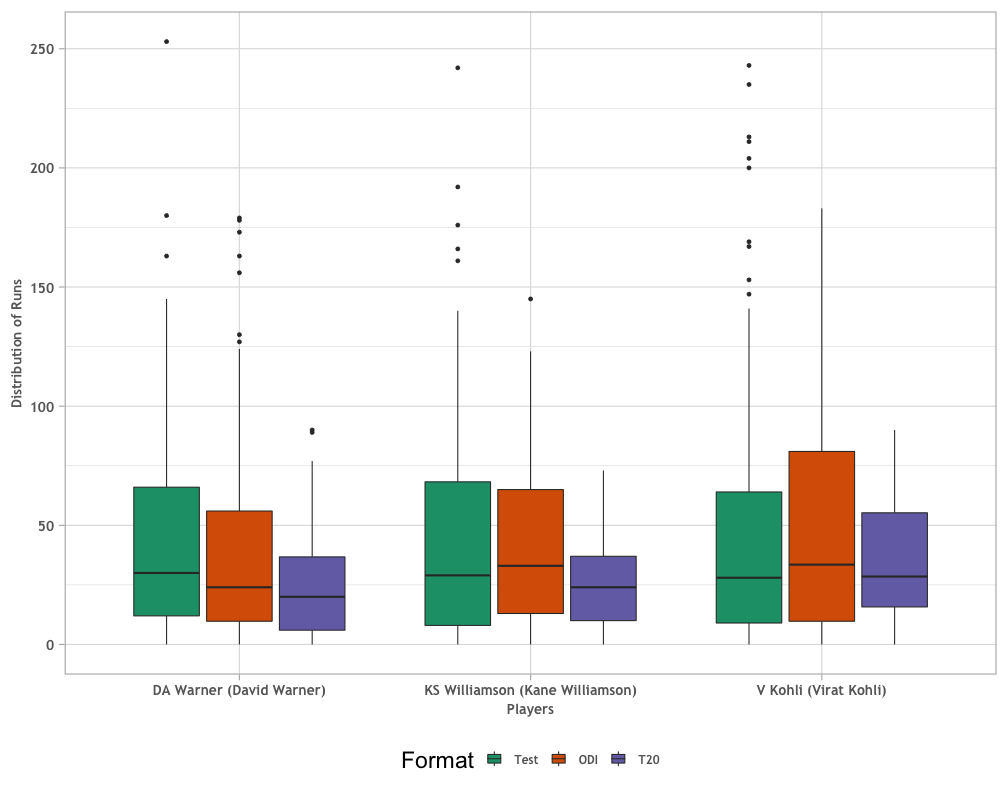 Distribution of Runs
250
200
150
100
50
0
DA Warner (David Warner) KS Williamson (Kane Williamson) V Kohli (Virat Kohli)
Players
Format Test ODI T20